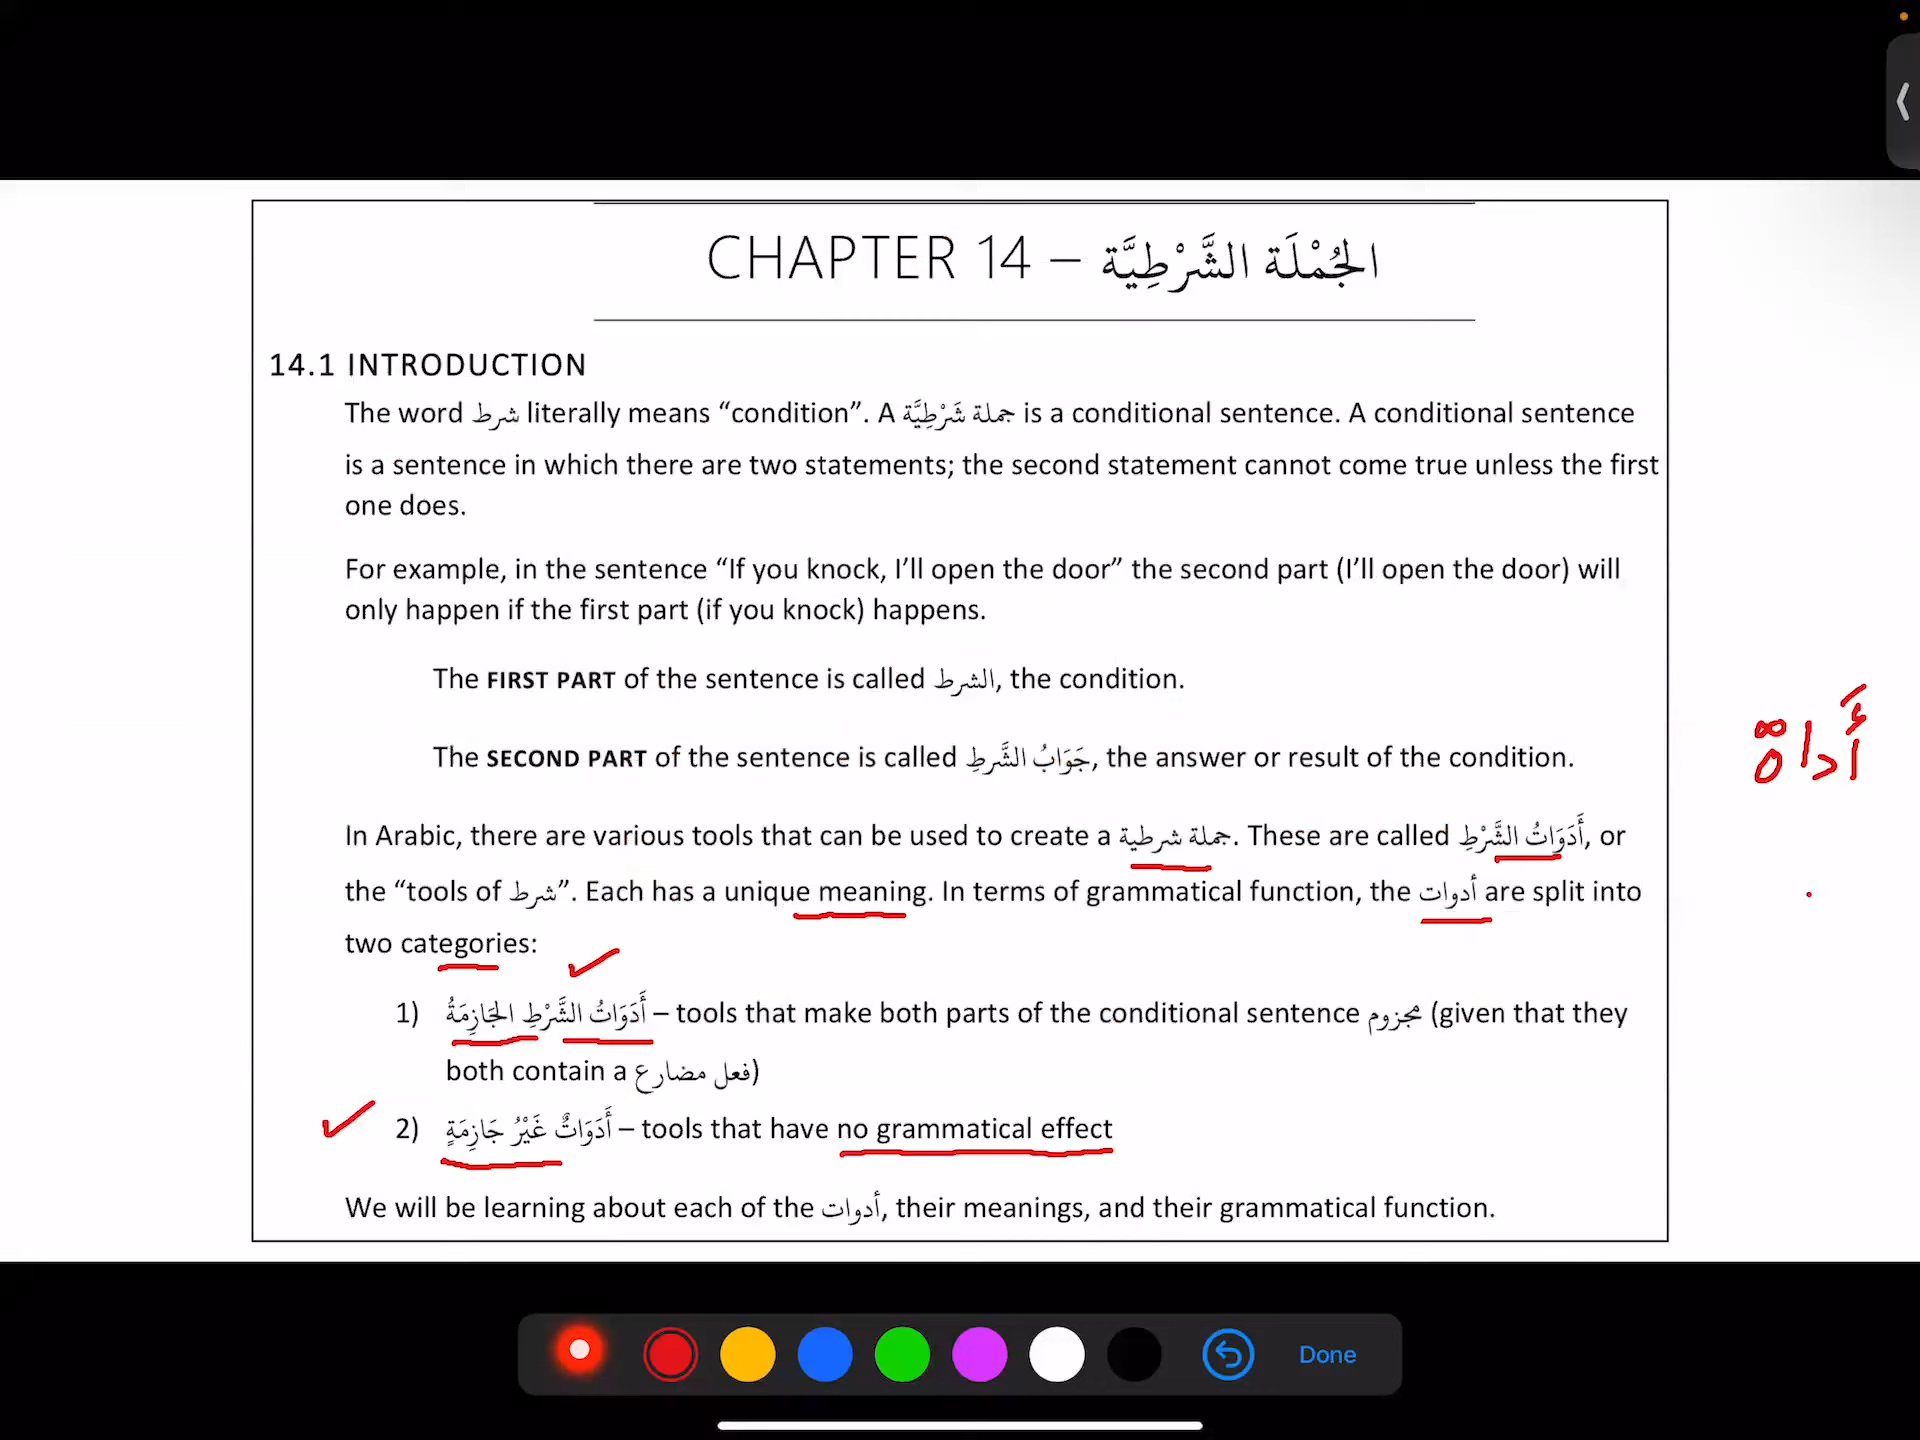 CHAPTER 14 – الجُمْلَة الشَّرْطِيَّة
14.1 INTRODUCTION
The word شرط literally means “condition”. A جملة شَرْطِيَّة is a conditional sentence. A conditional sentence
is a sentence in which there are two statements; the second statement cannot come true unless the first
one does.
For example, in the sentence “If you knock, I’ll open the door” the second part (I’ll open the door) will
only happen if the first part (if you knock) happens.
The FIRST PART of the sentence is called الشرط, the condition.
أَداة
The SECOND PART of the sentence is called جَوَابُ الشَّرطِ, the answer or result of the condition.
In Arabic, there are various tools that can be used to create a جملة شرطية. These are called أَدَوَاتُ الشَّرْطِ, or
the “tools of شرط”. Each has a unique meaning. In terms of grammatical function, the أدوات are split into
two categories:
1) أَدَوَاتُ الشَّرْطِ الجَازِمَةُ – tools that make both parts of the conditional sentence مجزوم (given that they
both contain a فعل مضارع)
2) أَدَوَاتٌ غَيْرُ جَازِمَةٍ – tools that have no grammatical effect
We will be learning about each of the أدوات, their meanings, and their grammatical function.
Done